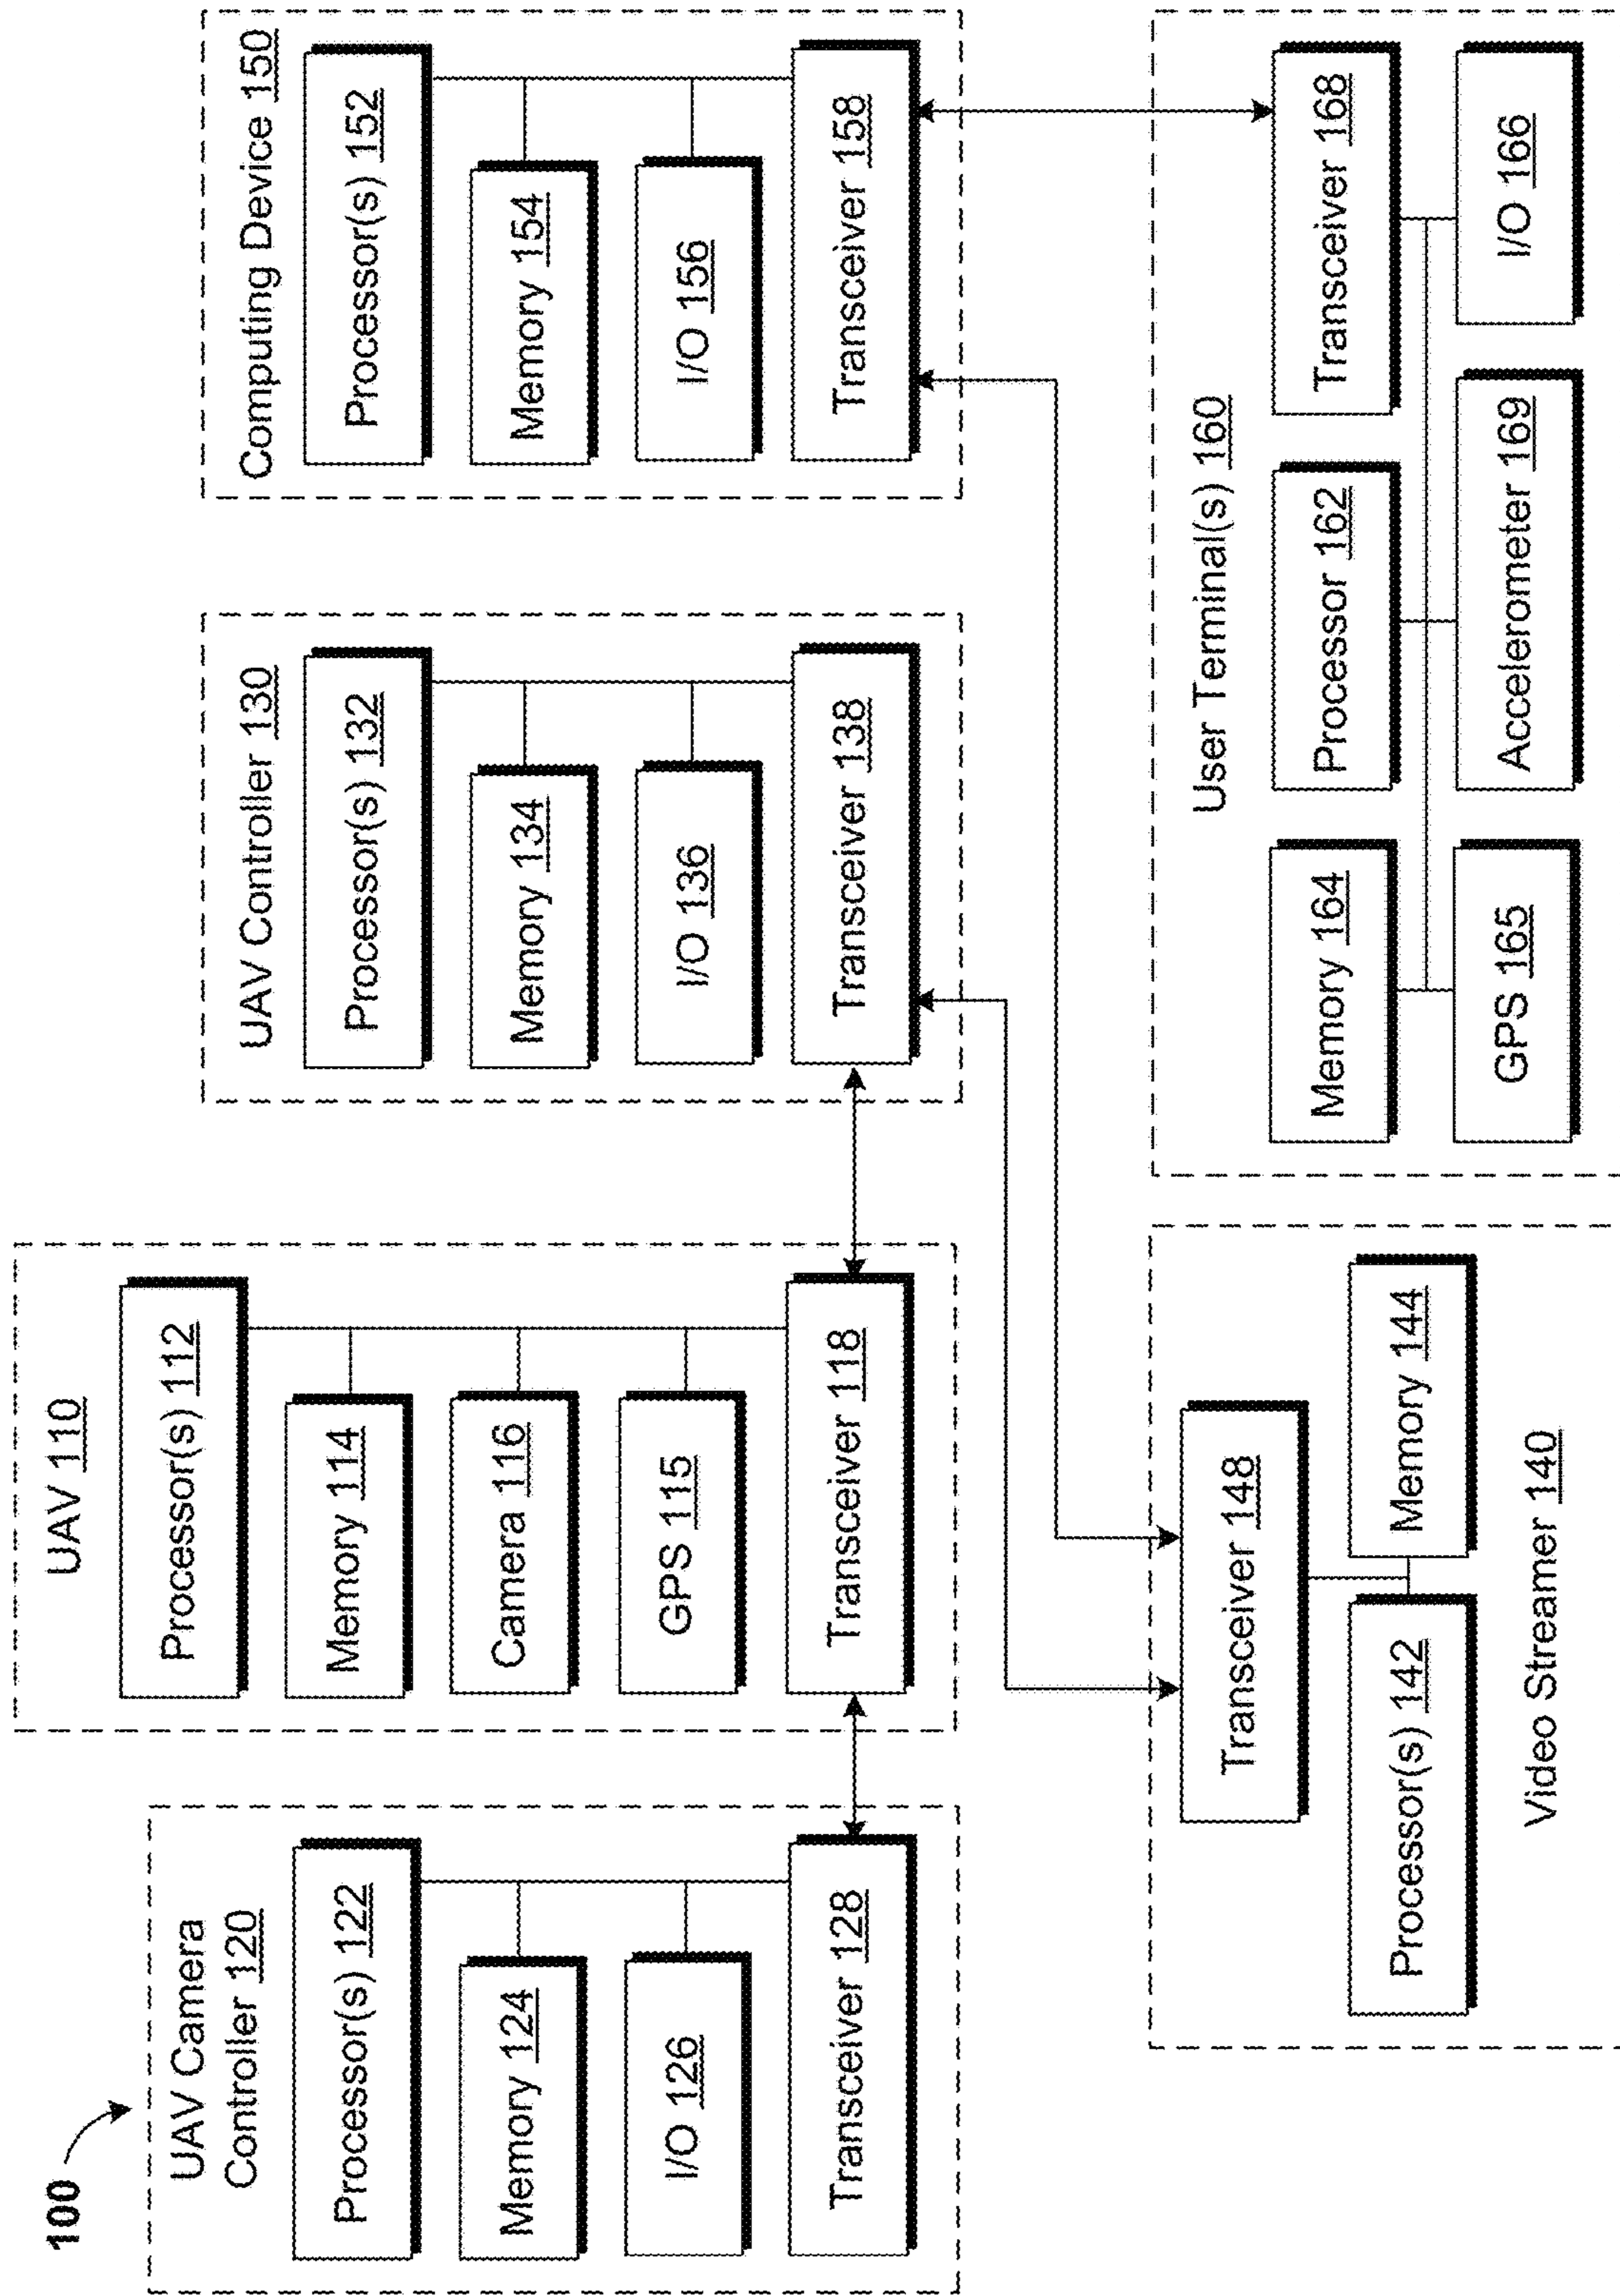 100
UAV Camera
Controller 120
Processor(s) 122
Memory 124
I/O 126
Transceiver 128
UAV 110
Processor(s) 112
Memory 114
Camera 116
GPS 115
Transceiver 118
UAV Controller 130
Processor(s) 132
Memory 134
I/O 136
Transceiver 138
Computing Device 150
Processor(s) 152
Memory 154
I/O 156
Transceiver 158
Transceiver 148
Processor(s) 142
Memory 144
Video Streamer 140
User Terminal(s) 160
Memory 164
Processor 162
Transceiver 168
GPS 165
Accelerometer 169
I/O 166